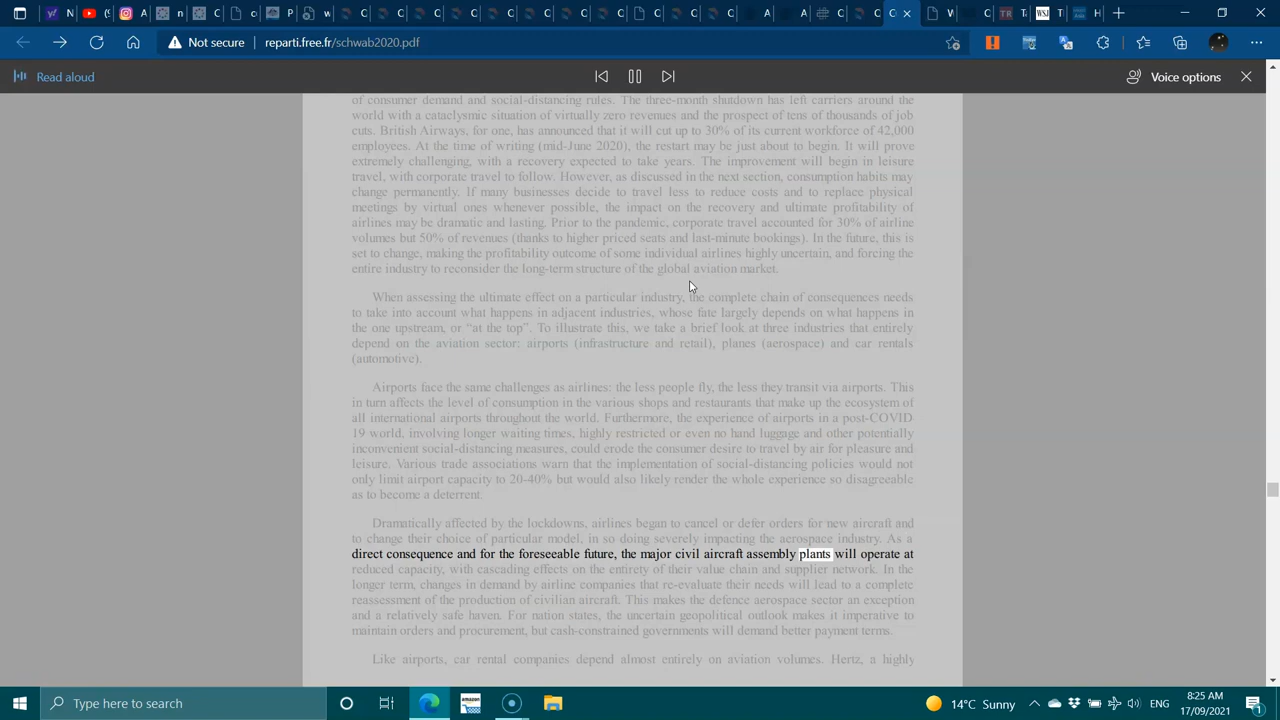 Not secure
reparti.free.fr/schwab2020.pdf
Read aloud
Voice options
of consumer demand and social-distancing rules. The three-month shutdown has left carriers around the
world with a cataclysmic situation of virtually zero revenues and the prospect of tens of thousands of job
cuts. British Airways, for one, has announced that it will cut up to 30% of its current workforce of 42,000
employees. At the time of writing (mid-June 2020), the restart may be just about to begin. It will prove
extremely challenging, with a recovery expected to take years. The improvement will begin in leisure
travel, with corporate travel to follow. However, as discussed in the next section, consumption habits may
change permanently. If many businesses decide to travel less to reduce costs and to replace physical
meetings by virtual ones whenever possible, the impact on the recovery and ultimate profitability of
airlines may be dramatic and lasting. Prior to the pandemic, corporate travel accounted for 30% of airline
volumes but 50% of revenues (thanks to higher priced seats and last-minute bookings). In the future, this is
set to change, making the profitability outcome of some individual airlines highly uncertain, and forcing the
entire industry to reconsider the long-term structure of the global aviation market.
When assessing the ultimate effect on a particular industry, the complete chain of consequences needs
to take into account what happens in adjacent industries, whose fate largely depends on what happens in
the one upstream, or “at the top”. To illustrate this, we take a brief look at three industries that entirely
depend on the aviation sector: airports (infrastructure and retail), planes (aerospace) and car rentals
(automotive).
Airports face the same challenges as airlines: the less people fly, the less they transit via airports. This
in turn affects the level of consumption in the various shops and restaurants that make up the ecosystem of
all international airports throughout the world. Furthermore, the experience of airports in a post-COVID
19 world, involving longer waiting times, highly restricted or even no hand luggage and other potentially
inconvenient social-distancing measures, could erode the consumer desire to travel by air for pleasure and
leisure. Various trade associations warn that the implementation of social-distancing policies would not
only limit airport capacity to 20-40% but would also likely render the whole experience so disagreeable
as to become a deterrent.
Dramatically affected by the lockdowns, airlines began to cancel or defer orders for new aircraft and
to change their choice of particular model, in so doing severely impacting the aerospace industry. As a
direct consequence and for the foreseeable future, the major civil aircraft assembly plants will operate at
reduced capacity, with cascading effects on the entirety of their value chain and supplier network. In the
longer term, changes in demand by airline companies that re-evaluate their needs will lead to a complete
reassessment of the production of civilian aircraft. This makes the defence aerospace sector an exception
and a relatively safe haven. For nation states, the uncertain geopolitical outlook makes it imperative to
maintain orders and procurement, but cash-constrained governments will demand better payment terms.
Like airports, car rental companies depend almost entirely on aviation volumes. Hertz, a highly
Type here to search
14°C Sunny
ENG
8:25 AM
17/09/2021